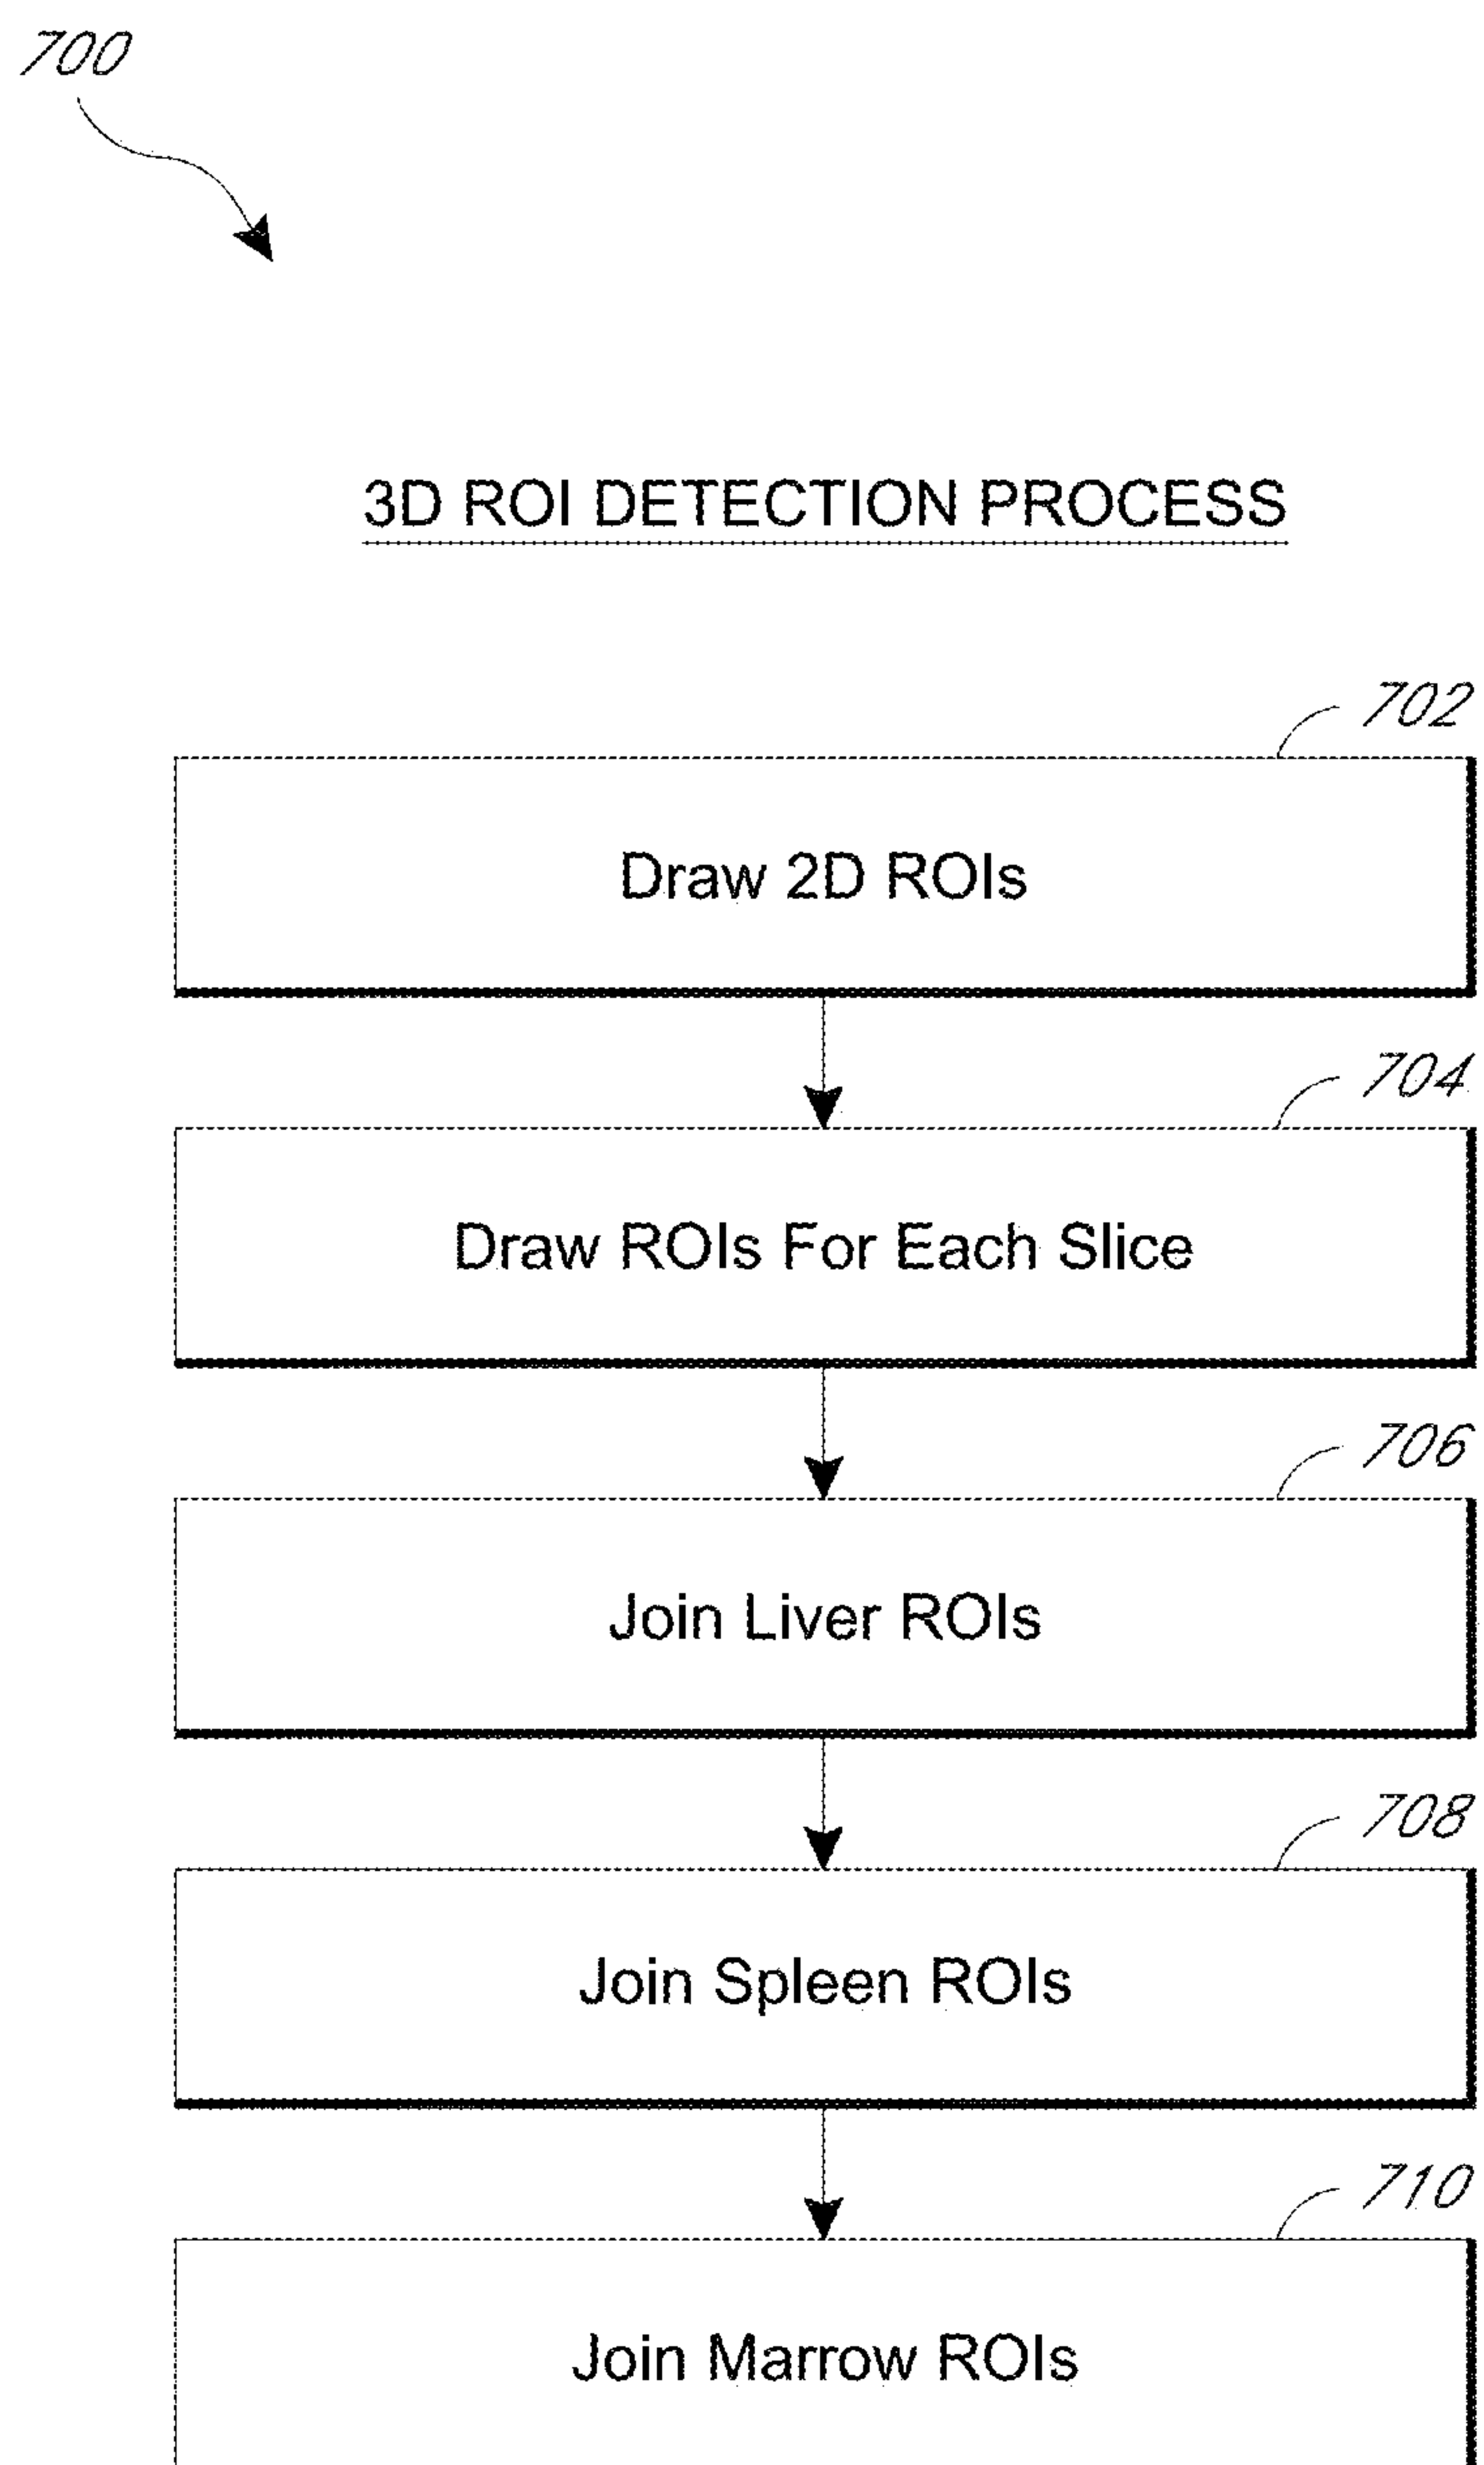 700
3D ROI DETECTION PROCESS
702
Draw 2D ROIs
704
Draw ROIs For Each Slice
706
Join Liver ROIs
708
Join Spleen ROIs
710
Join Marrow ROIs